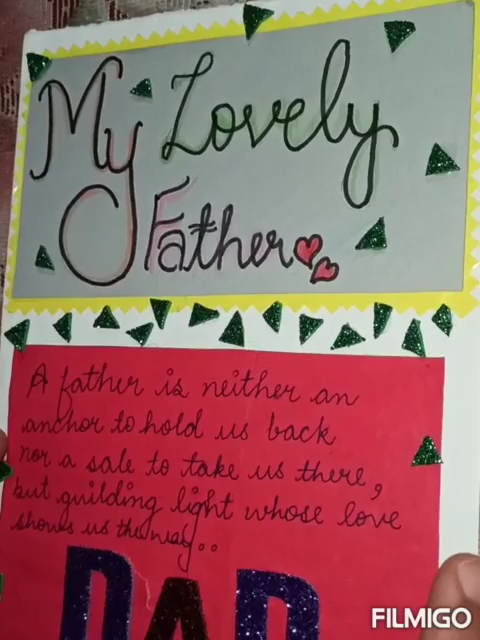 My Lovely
Father
A father is neither an
anchor to hold us back
nor a sale to take us there,
but guilding light whose love
shows us the way..
DAD
FILMIGO